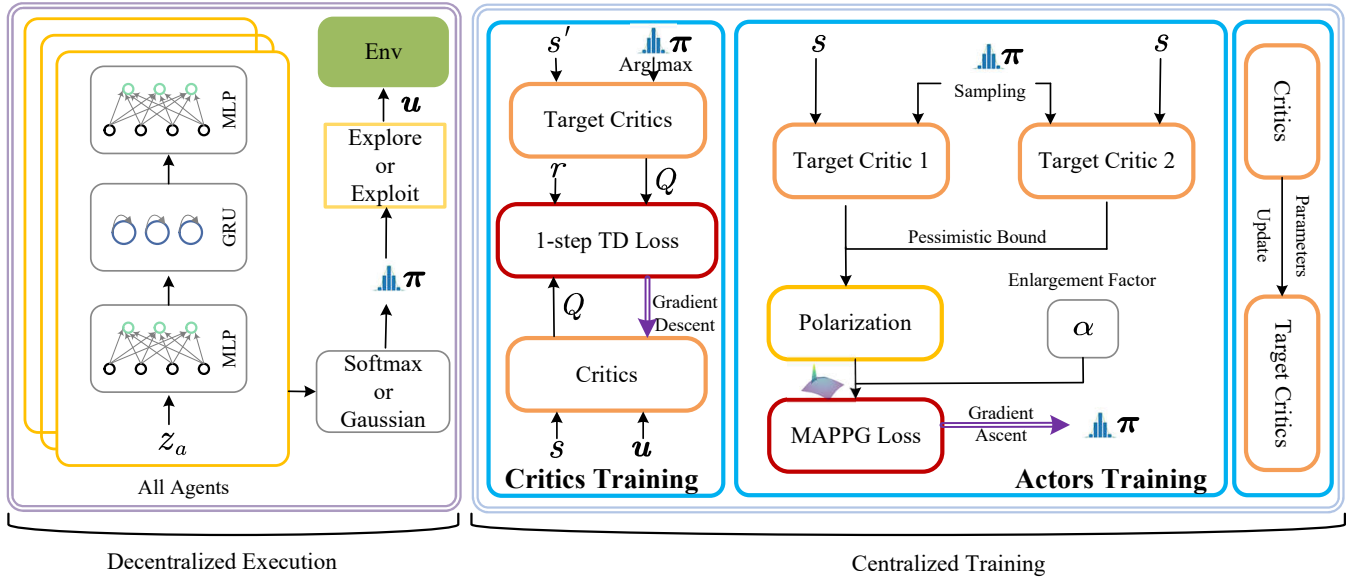 MLP
GRU
MLP
z_a
All Agents
Env
u
Explore
or
Exploit
π
Softmax
or
Gaussian
Decentralized Execution
s′
π
Arg max
Target Critics
r
Q
1-step TD Loss
Q
Gradient
Descent
Critics
s
u
Critics Training
s
π
s
Sampling
Target Critic 1
Target Critic 2
Pessimistic Bound
Enlargement Factor
Polarization
α
MAPPG Loss
Gradient
Ascent
π
Actors Training
Critics
Parameters
Update
Target Critics
Centralized Training